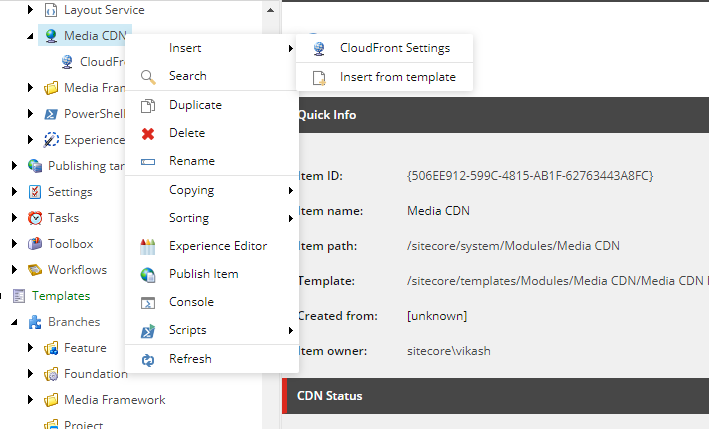 Layout Service
Media CDN
CloudF
Media Fram
PowerShell
Experience
Publishing tar
Settings
Tasks
Toolbox
Workflows
Templates
Branches
Feature
Foundation
Media Framework
Project
Insert
Search
Duplicate
Delete
Rename
Copying
Sorting
Experience Editor
Publish Item
Console
Scripts
Refresh
CloudFront Settings
Insert from template
Quick Info
Item ID: {506EE912-599C-4815-AB1F-62763443A8FC}
Item name: Media CDN
Item path: /sitecore/system/Modules/Media CDN
Template: /sitecore/templates/Modules/Media CDN/Media CDN
Created from: [unknown]
Item owner: sitecore\vikash
CDN Status